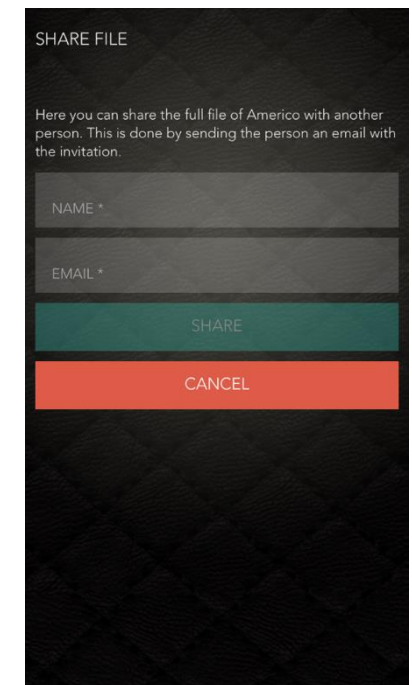 SHARE FILE
Here you can share the full file of Americo with another
person. This is done by sending the person an email with
the invitation.
NAME *
EMAIL *
SHARE
CANCEL